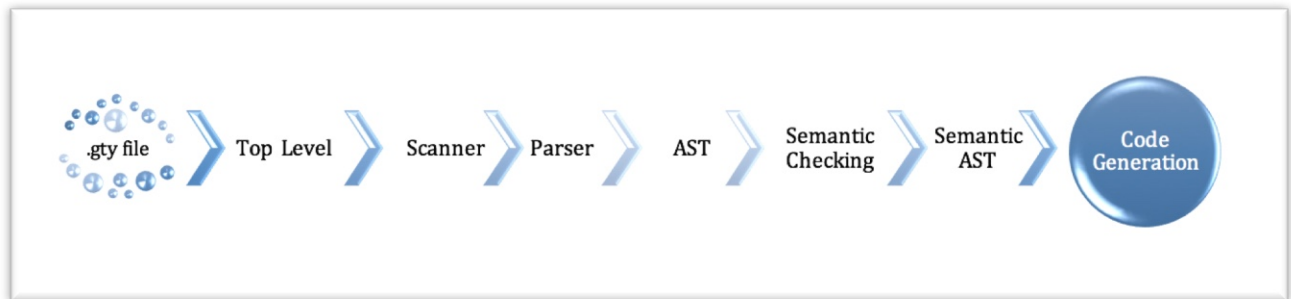 .gty file
Top Level
Scanner
Parser
AST
Semantic
Checking
Semantic
AST
Code
Generation